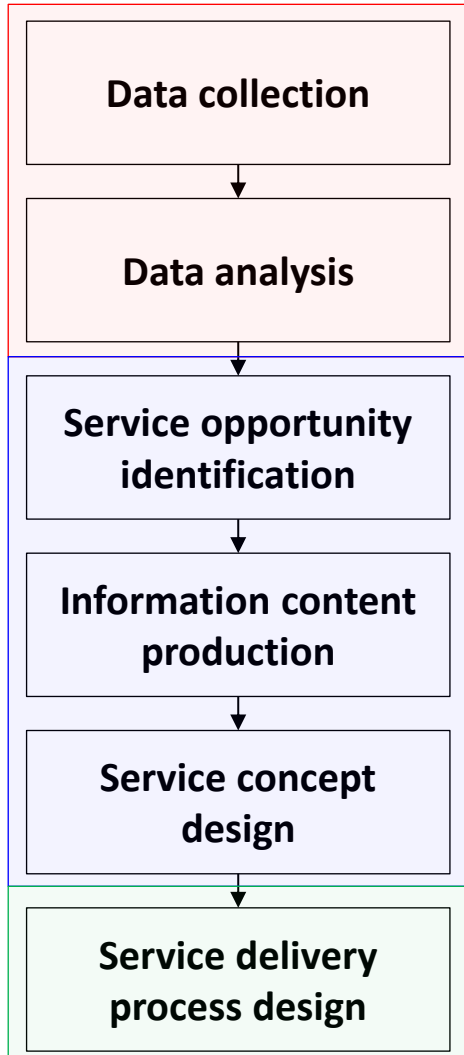 Data collection
Data analysis
Service opportunity
identification
Information content
production
Service concept
design
Service delivery
process design